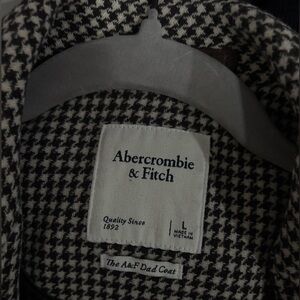 Abercrombie
& Fitch
Quality Since
1892
L
MADE IN
VIETNAM
The A&F Dad Coat